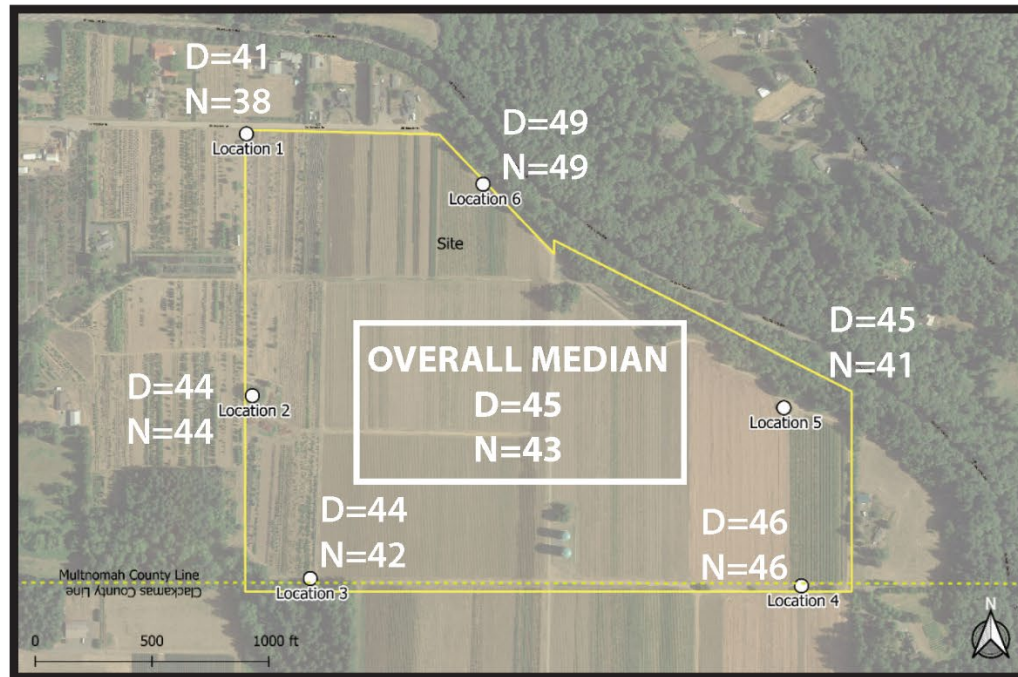 D=41
N=38
Location 1
D=49
N=49
Location 6
Site
D=45
N=41
Location 5
OVERALL MEDIAN
D=45
N=43
D=44
N=44
Location 2
D=44
N=42
Location 3
D=46
N=46
Location 4
Multnomah County Line
Clackamas County Line
0 500 1000 ft
N